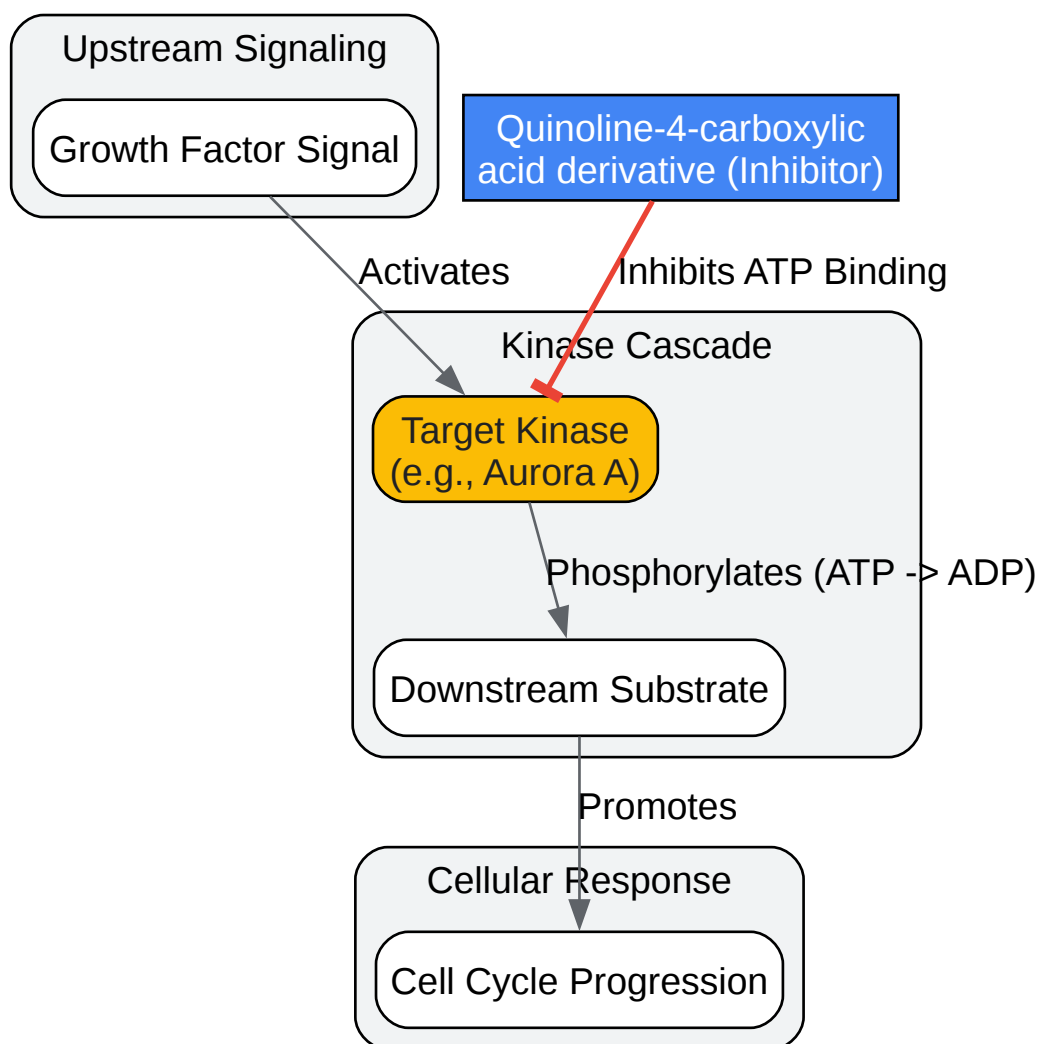 Upstream Signaling
Growth Factor Signal
Quinoline-4-carboxylic
acid derivative (Inhibitor)
Activates
Inhibits ATP Binding
Kinase Cascade
Target Kinase
(e.g., Aurora A)
Phosphorylates (ATP -> ADP)
Downstream Substrate
Promotes
Cellular Response
Cell Cycle Progression